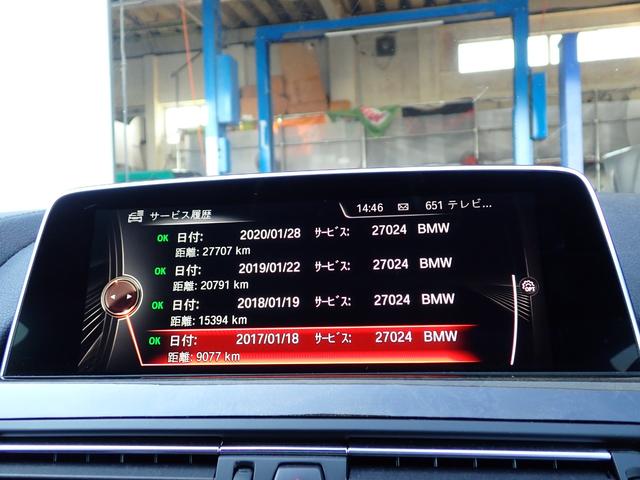 サービス履歴
14:46 651 テレビ...
OK 日付: 2020/01/28 ｻｰﾋﾞｽ: 27024 BMW
距離: 27707 km
OK 日付: 2019/01/22 ｻｰﾋﾞｽ: 27024 BMW
距離: 20791 km
OK 日付: 2018/01/19 ｻｰﾋﾞｽ: 27024 BMW
距離: 15394 km
OK 日付: 2017/01/18 ｻｰﾋﾞｽ: 27024 BMW
距離: 9077 km
OPT